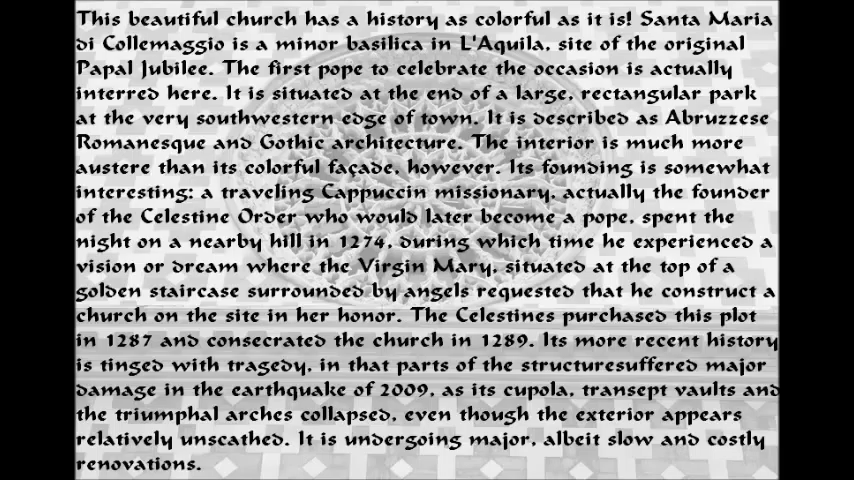 This beautiful church has a history as colorful as it is! Santa Maria
di Collemaggio is a minor basilica in L'Aquila, site of the original
Papal Jubilee. The first pope to celebrate the occasion is actually
interred here. It is situated at the end of a large, rectangular park
at the very southwestern edge of town. It is described as Abruzzese
Romanesque and Gothic architecture. The interior is much more
austere than its colorful façade, however. Its founding is somewhat
interesting: a traveling Cappuccin missionary, actually the founder
of the Celestine Order who would later become a pope, spent the
night on a nearby hill in 1274, during which time he experienced a
vision or dream where the Virgin Mary, situated at the top of a
golden staircase surrounded by angels requested that he construct a
church on the site in her honor. The Celestines purchased this plot
in 1287 and consecrated the church in 1289. Its more recent history
is tinged with tragedy, in that parts of the structuresuffered major
damage in the earthquake of 2009, as its cupola, transept vaults and
the triumphal arches collapsed, even though the exterior appears
relatively unscathed. It is undergoing major, albeit slow and costly
renovations.